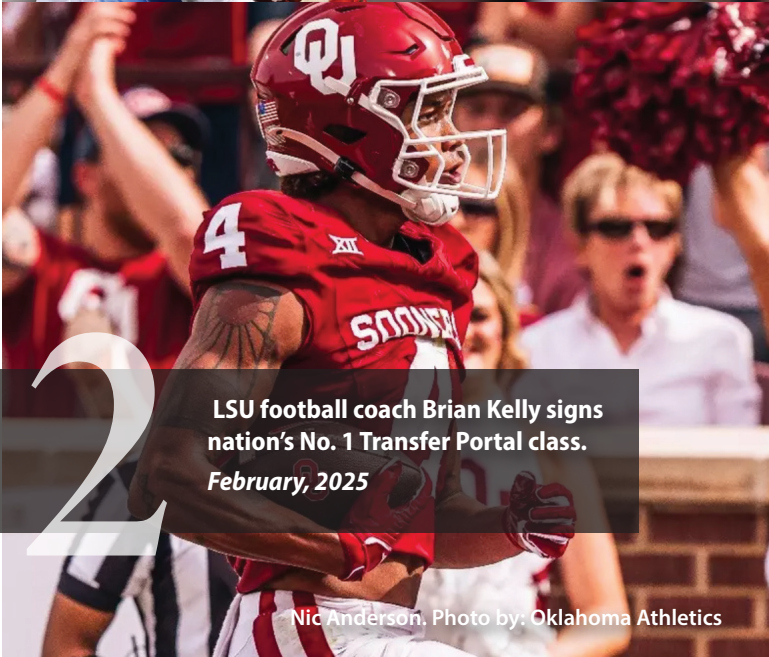 OU
4
XII
SOONERS
4
2
LSU football coach Brian Kelly signs
nation's No. 1 Transfer Portal class.
February, 2025
Nic Anderson. Photo by: Oklahoma Athletics